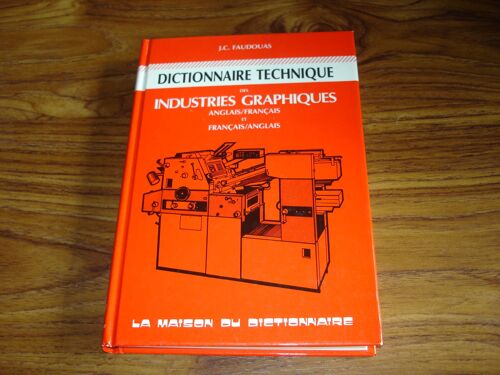 J.C. FAUDOUAS
DICTIONNAIRE TECHNIQUE
DES
INDUSTRIES GRAPHIQUES
ANGLAIS/FRANÇAIS
ET
FRANÇAIS/ANGLAIS
LA MAISON DU DICTIONNAIRE